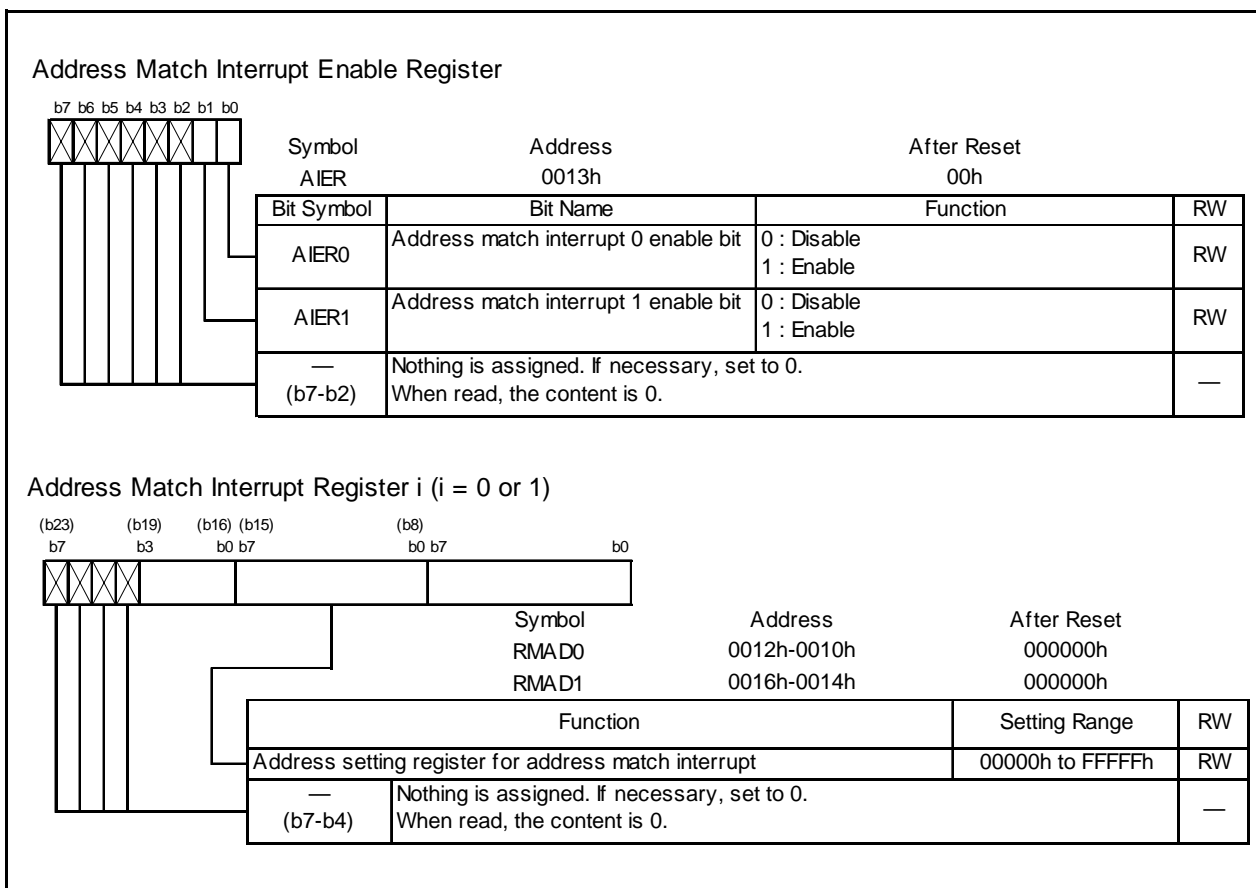 Address Match Interrupt Enable Register
b7 b6 b5 b4 b3 b2 b1 b0
Symbol Address After Reset
AIER 0013h 00h
Bit Symbol Bit Name Function RW
AIER0 Address match interrupt 0 enable bit 0 : Disable
1 : Enable RW
AIER1 Address match interrupt 1 enable bit 0 : Disable
1 : Enable RW
— Nothing is assigned. If necessary, set to 0.
(b7-b2) When read, the content is 0. —
Address Match Interrupt Register i (i = 0 or 1)
(b23) (b19) (b16) (b15) (b8)
b7 b3 b0 b7 b0 b7 b0
Symbol Address After Reset
RMAD0 0012h-0010h 000000h
RMAD1 0016h-0014h 000000h
Function Setting Range RW
Address setting register for address match interrupt 00000h to FFFFFh RW
— Nothing is assigned. If necessary, set to 0.
(b7-b4) When read, the content is 0. —